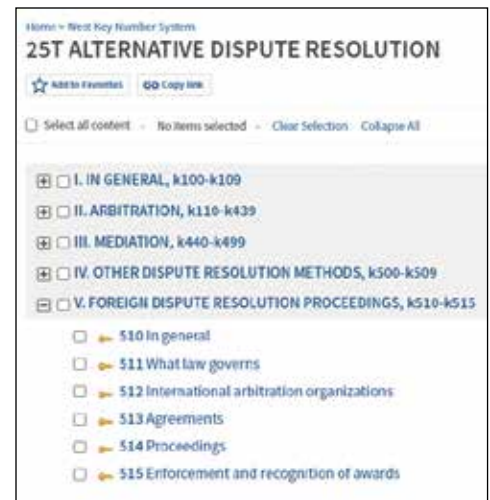 Home > West Key Number System
25T ALTERNATIVE DISPUTE RESOLUTION
Add to Favorites Copy link
Select all content - No items selected - Clear Selection Collapse All
I. IN GENERAL, k100-k109
II. ARBITRATION, k110-k439
III. MEDIATION, k440-k499
IV. OTHER DISPUTE RESOLUTION METHODS, k500-k509
V. FOREIGN DISPUTE RESOLUTION PROCEEDINGS, k510-k515
510 In general
511 What law governs
512 International arbitration organizations
513 Agreements
514 Proceedings
515 Enforcement and recognition of awards